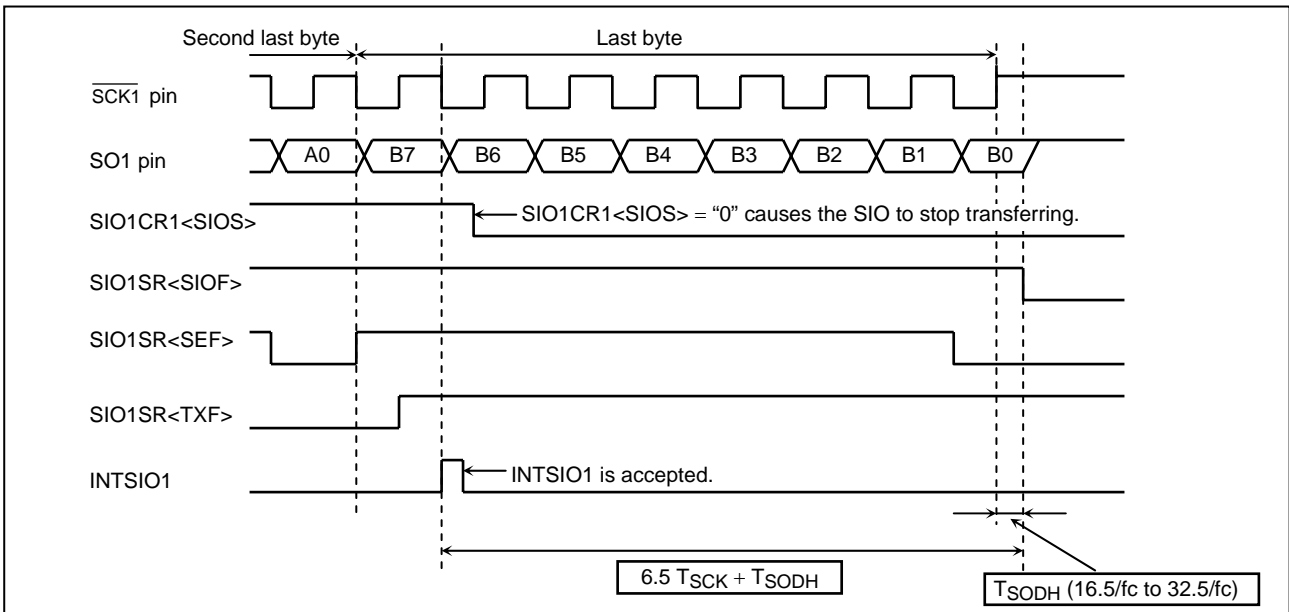 Second last byte
Last byte
SCK1 pin
SO1 pin
A0
B7
B6
B5
B4
B3
B2
B1
B0
SIO1CR1<SIOS>
SIO1CR1<SIOS> = “0” causes the SIO to stop transferring.
SIO1SR<SIOF>
SIO1SR<SEF>
SIO1SR<TXF>
INTSIO1
INTSIO1 is accepted.
6.5 TSCK + TSODH
TSODH (16.5/fc to 32.5/fc)